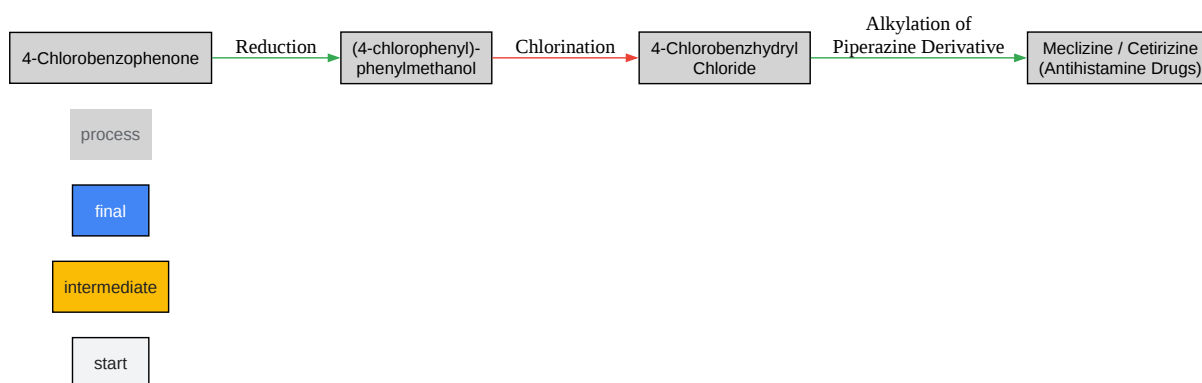 4-Chlorobenzophenone
Reduction
(4-chlorophenyl)-
phenylmethanol
Chlorination
4-Chlorobenzhydryl
Chloride
Alkylation of
Piperazine Derivative
Meclizine / Cetirizine
(Antihistamine Drugs)
process
final
intermediate
start